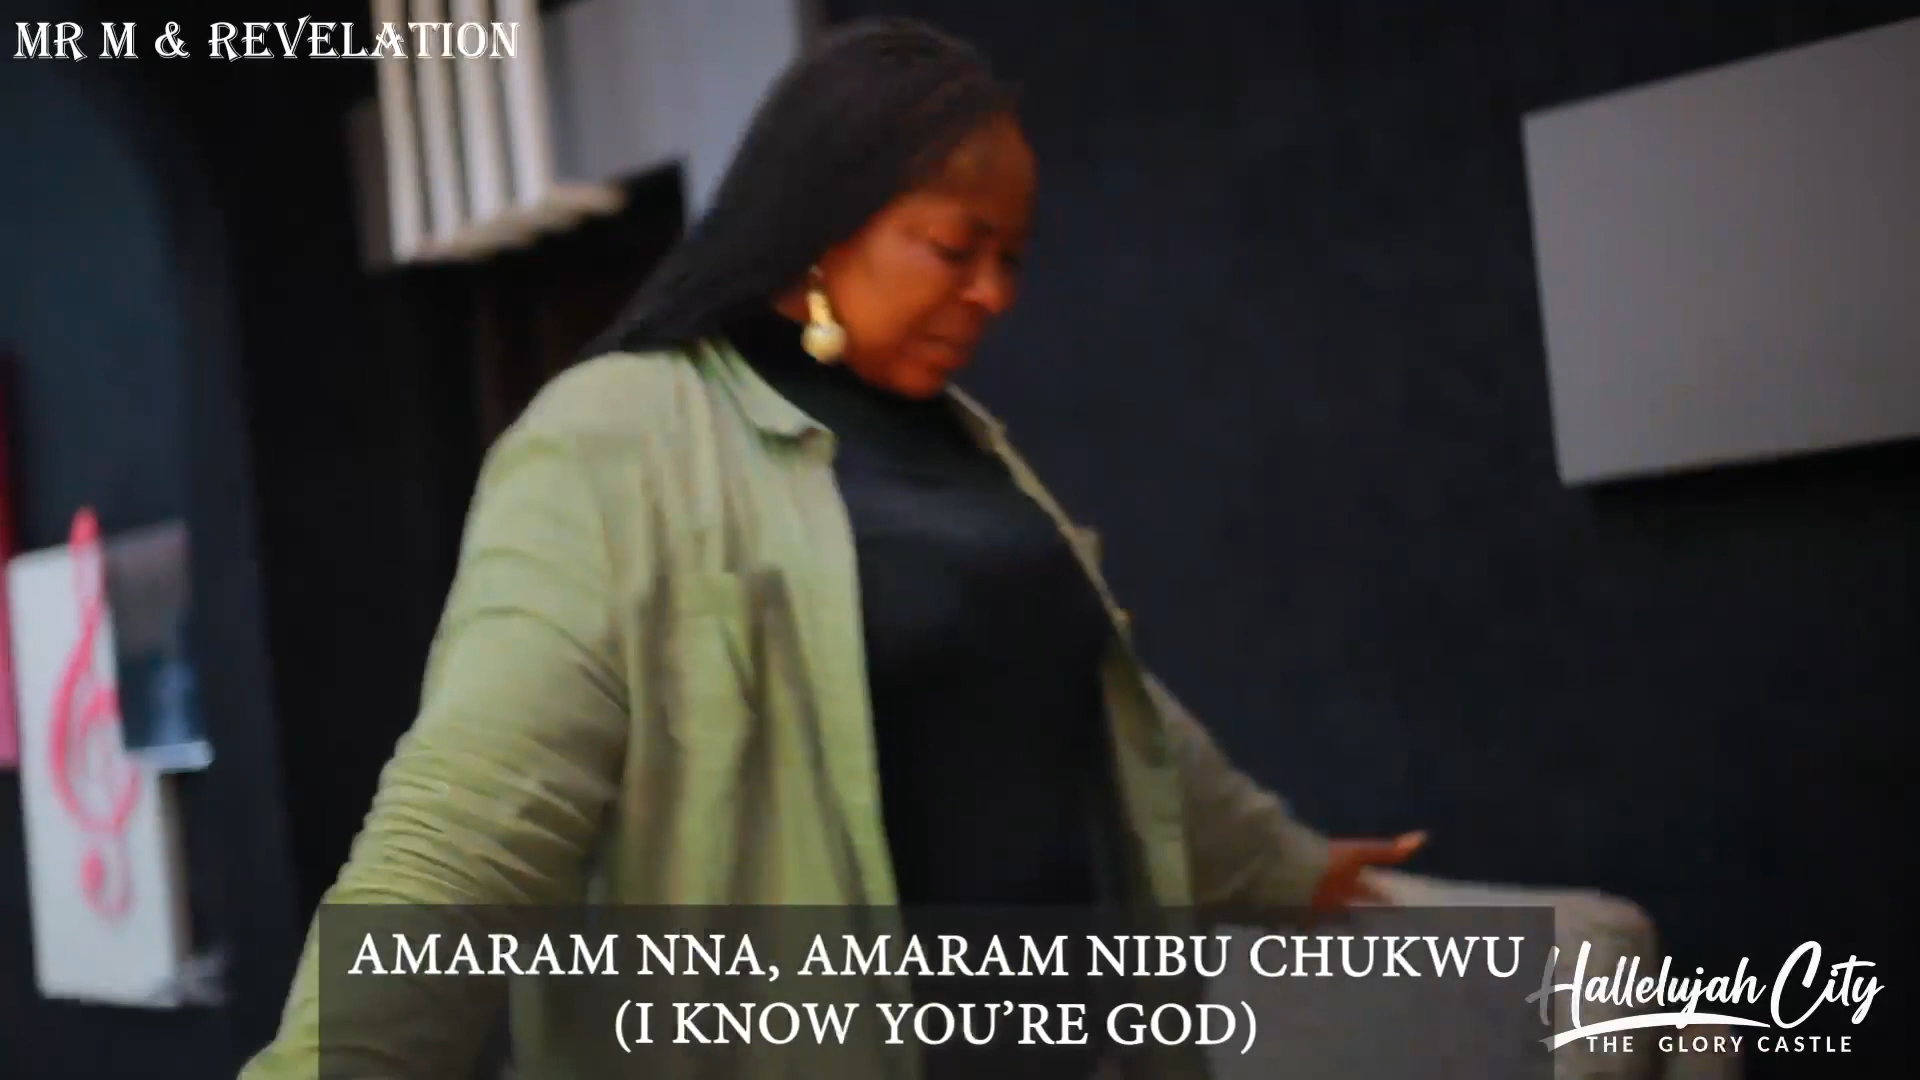 MR M & REVELATION
AMARAM NNA, AMARAM NIBU CHUKWU
(I KNOW YOU'RE GOD)
Hallelujah City
THE GLORY CASTLE